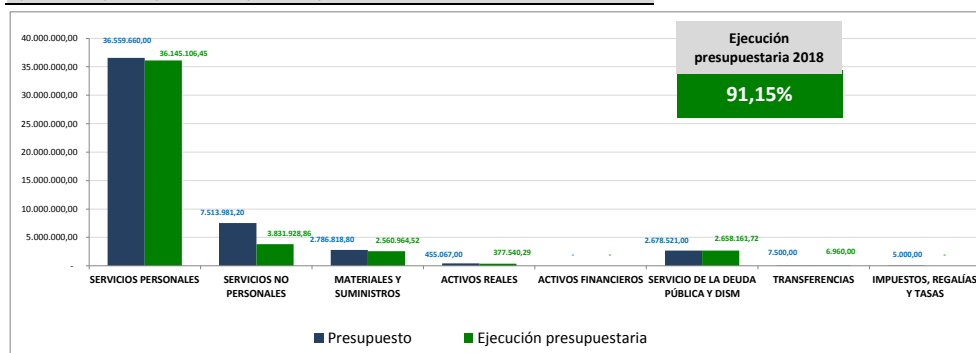 Ejecución
presupuestaria 2018
91,15%
40.000.000,00
35.000.000,00
30.000.000,00
25.000.000,00
20.000.000,00
15.000.000,00
10.000.000,00
5.000.000,00
-
36.559.660,00
36.145.106,45
7.513.981,20
3.831.928,86
2.786.818,80
2.560.964,52
455.067,00
377.540,29
-
-
2.678.521,00
2.658.161,72
7.500,00
6.960,00
5.000,00
-
SERVICIOS PERSONALES
SERVICIOS NO
PERSONALES
MATERIALES Y
SUMINISTROS
ACTIVOS REALES
ACTIVOS FINANCIEROS
SERVICIO DE LA DEUDA
PÚBLICA Y DISM
TRANSFERENCIAS
IMPUESTOS, REGALÍAS
Y TASAS
Presupuesto
Ejecución presupuestaria